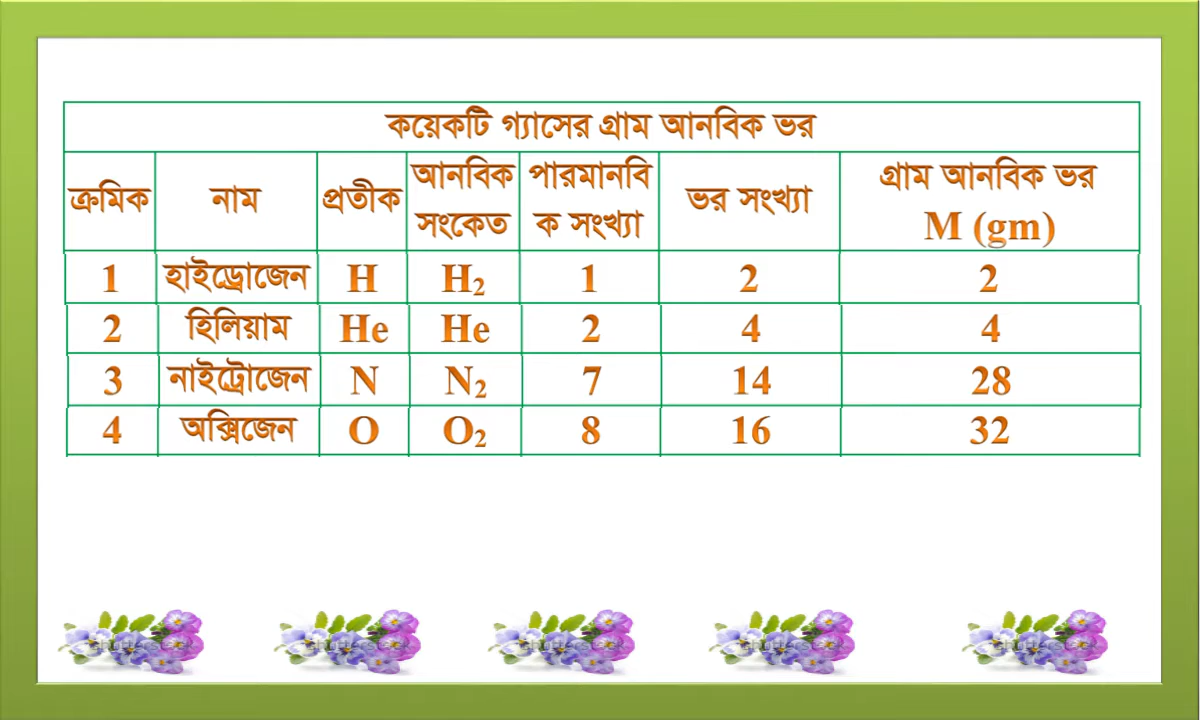 কয়েকটি গ্যাসের গ্রাম আনবিক ভর
ক্রমিক নাম প্রতীক আনবিক সংকেত পারমানবিক সংখ্যা ভর সংখ্যা গ্রাম আনবিক ভর M (gm)
1 হাইড্রোজেন H H₂ 1 2 2
2 হিলিয়াম He He 2 4 4
3 নাইট্রোজেন N N₂ 7 14 28
4 অক্সিজেন O O₂ 8 16 32